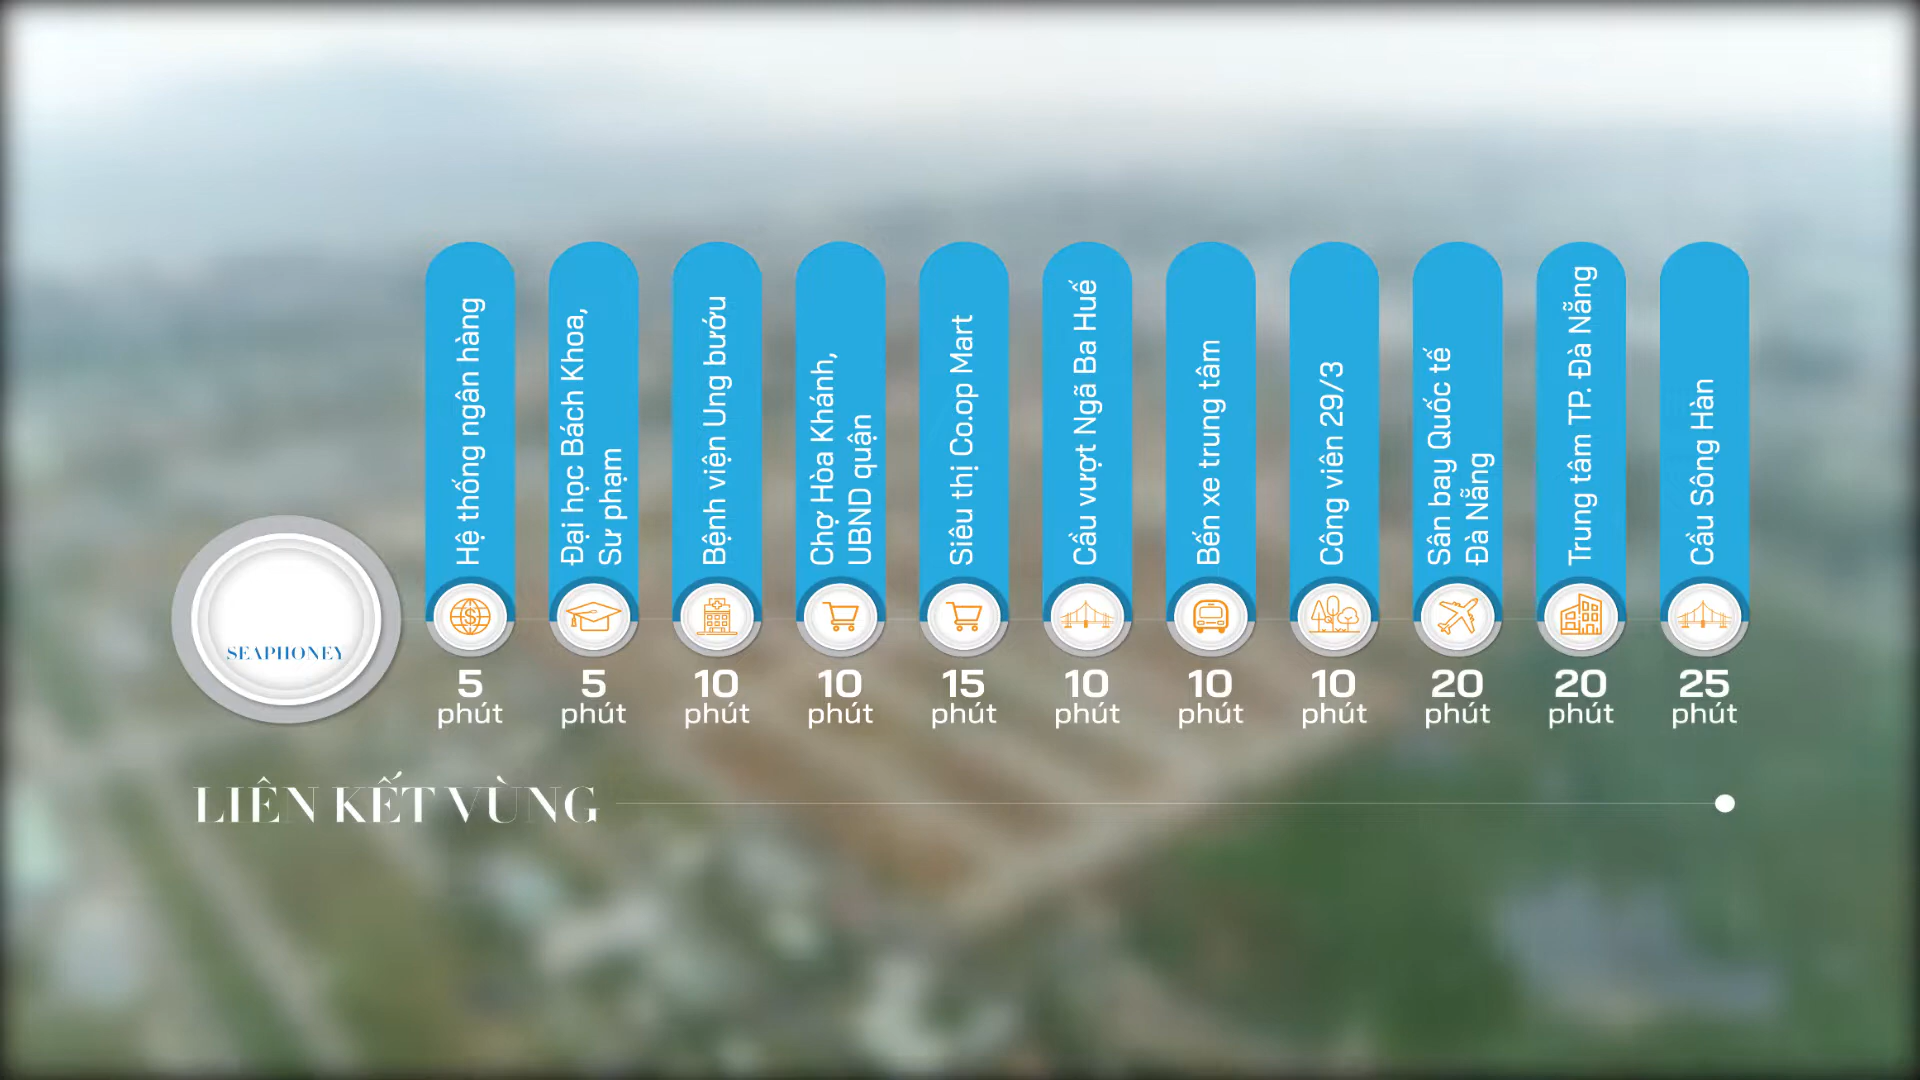 SEAPHONEY
Hệ thống ngân hàng
5
phút
Đại học Bách Khoa,
Sư phạm
5
phút
Bệnh viện Ung bướu
10
phút
Chợ Hòa Khánh,
UBND quận
10
phút
Siêu thị Co.op Mart
15
phút
Cầu vượt Ngã Ba Huế
10
phút
Bến xe trung tâm
10
phút
Công viên 29/3
10
phút
Sân bay Quốc tế
Đà Nẵng
20
phút
Trung tâm TP. Đà Nẵng
20
phút
Cầu Sông Hàn
25
phút
LIÊN KẾT VÙNG